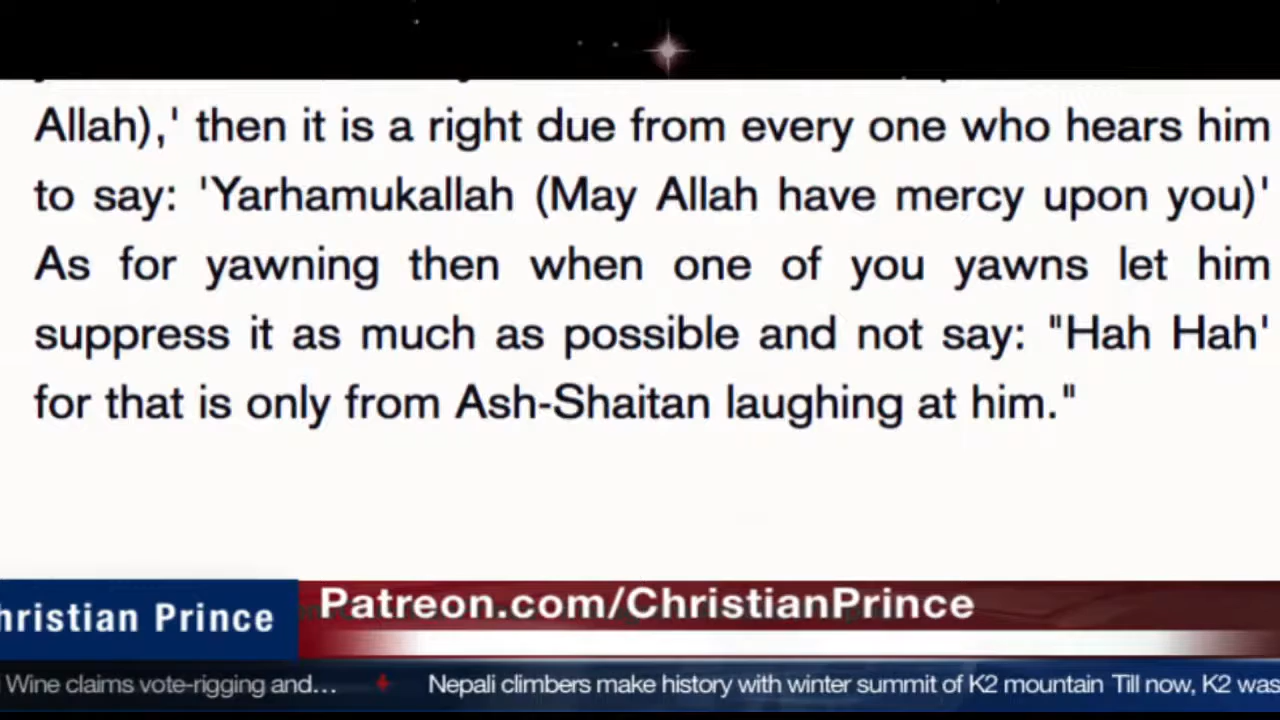 Allah),' then it is a right due from every one who hears him
to say: 'Yarhamukallah (May Allah have mercy upon you)'
As for yawning then when one of you yawns let him
suppress it as much as possible and not say: "Hah Hah'
for that is only from Ash-Shaitan laughing at him."
hristian Prince
Patreon.com/ChristianPrince
Wine claims vote-rigging and... Nepali climbers make history with winter summit of K2 mountain Till now, K2 was